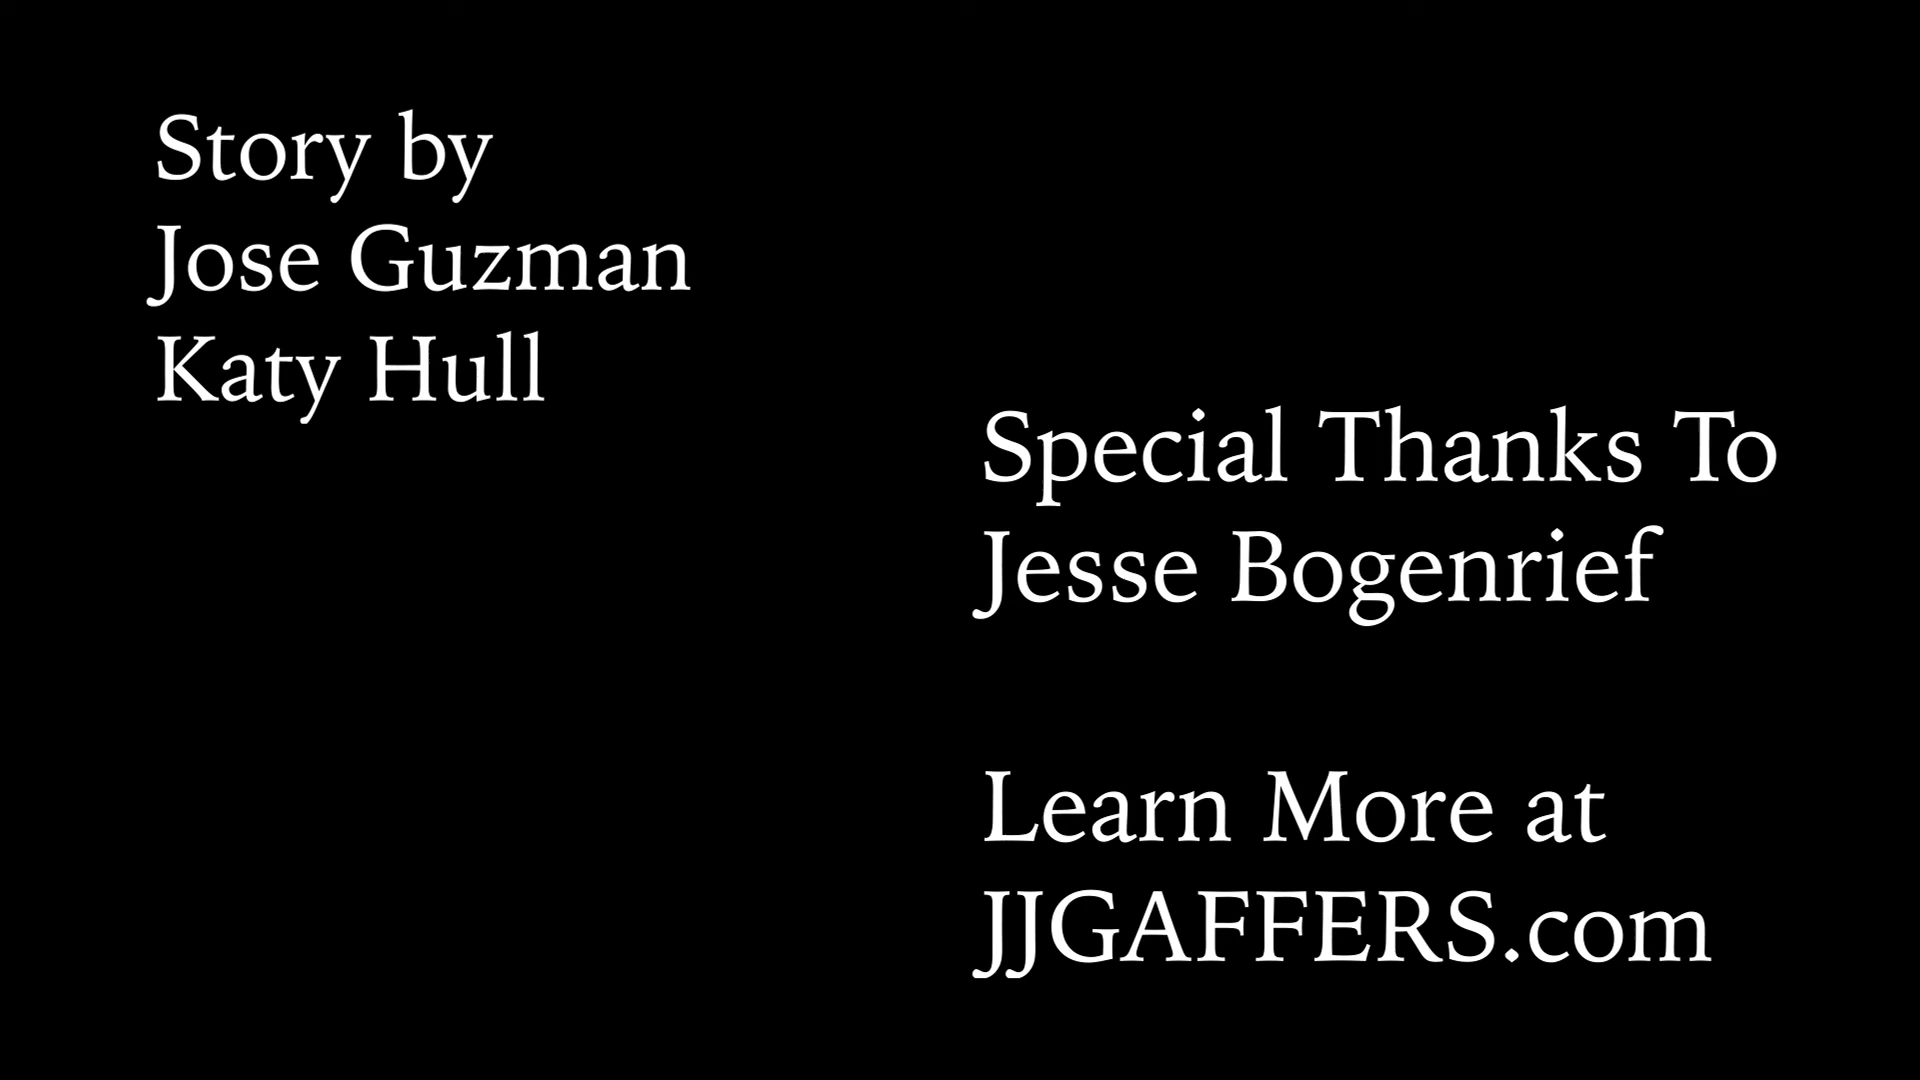 Story by
Jose Guzman
Katy Hull
Special Thanks To
Jesse Bogenrief
Learn More at
JJGAFFERS.com